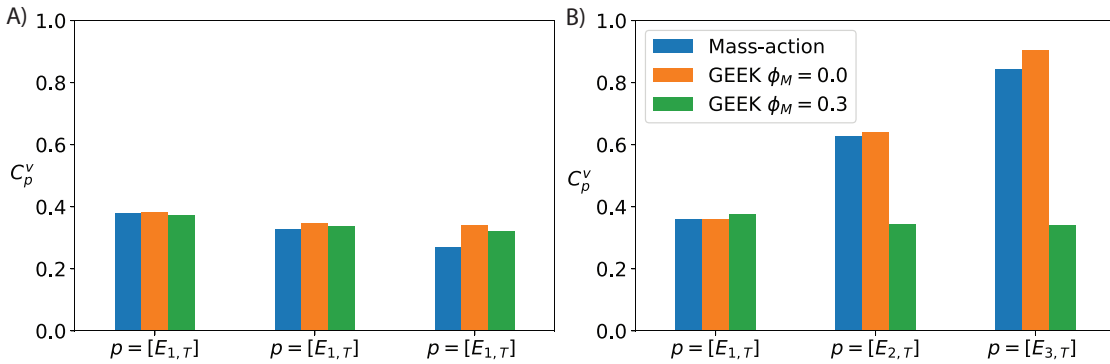 A)
1.0
0.8
0.6
C_p^v
0.4
0.2
0.0
p = [E_{1,T}] p = [E_{1,T}] p = [E_{1,T}]
B)
1.0
Mass-action
GEEK ϕ_M = 0.0
GEEK ϕ_M = 0.3
0.8
0.6
C_p^v
0.4
0.2
0.0
p = [E_{1,T}] p = [E_{2,T}] p = [E_{3,T}]